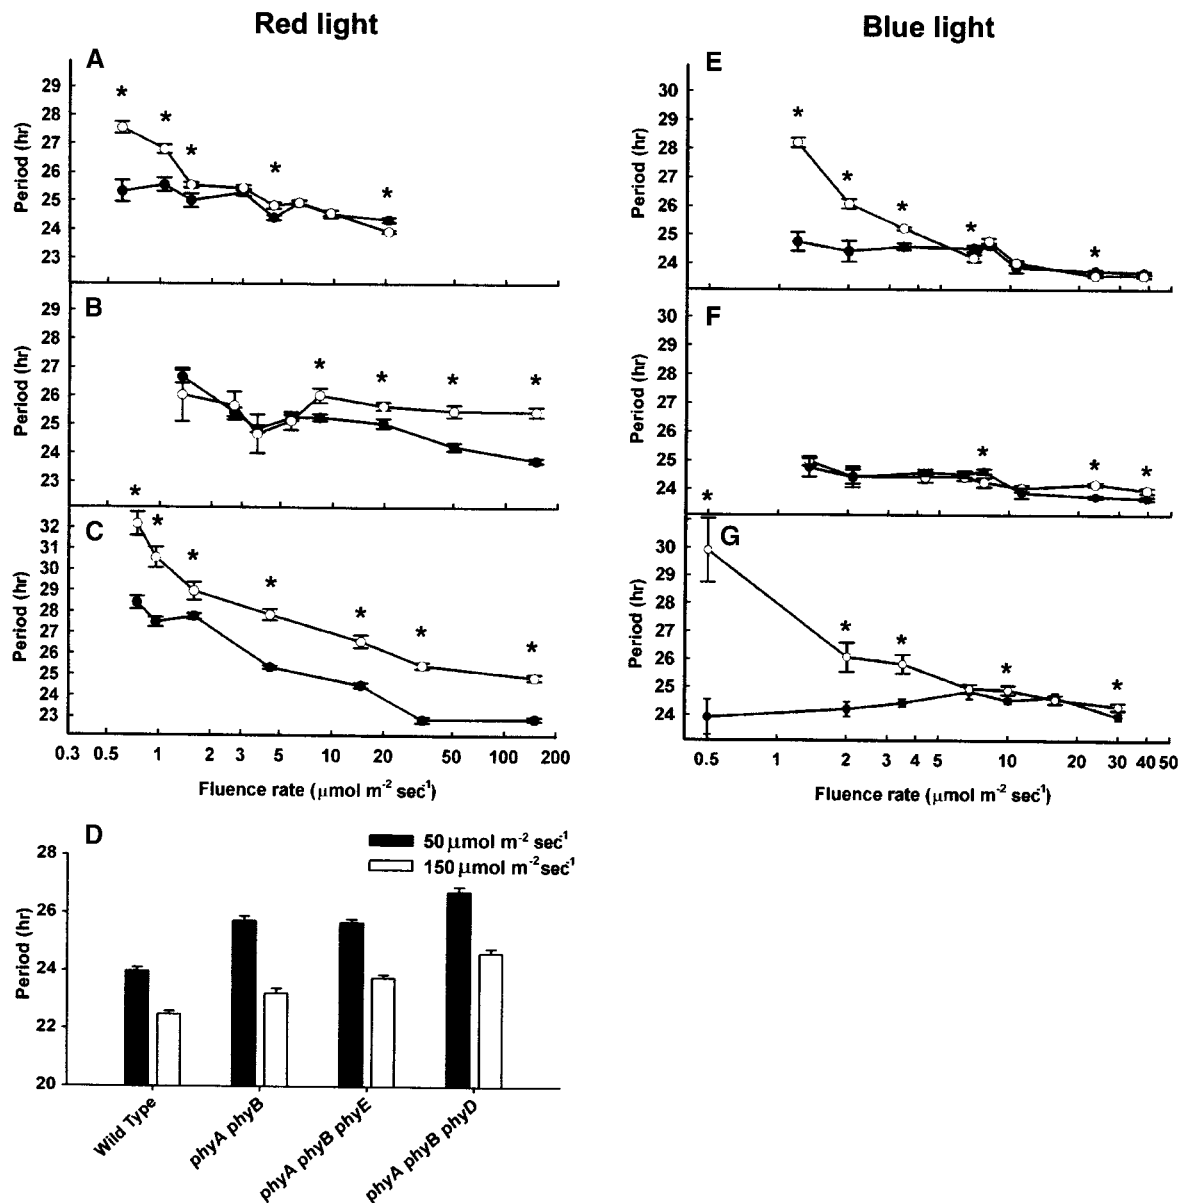 Red light
Blue light
A
29
28
27
26
25
24
23
Period (hr)
* * * * *
B
29
28
27
26
25
24
23
Period (hr)
* * * *
C
32
31
30
29
28
27
26
25
24
23
Period (hr)
* * * * * * *
0.3 0.5 1 2 3 5 10 20 30 50 100 200
Fluence rate (μmol m-2 sec-1)
E
30
29
28
27
26
25
24
Period (hr)
* * * * *
F
30
29
28
27
26
25
24
Period (hr)
* * *
G
30
29
28
27
26
25
24
Period (hr)
* * * * *
0.5 1 2 3 4 5 10 20 30 40 50
Fluence rate (μmol m-2 sec-1)
D
50 μmol m-2 sec-1
150 μmol m-2sec-1
28
26
24
22
20
Period (hr)
Wild Type
phyA phyB
phyA phyB phyE
phyA phyB phyD